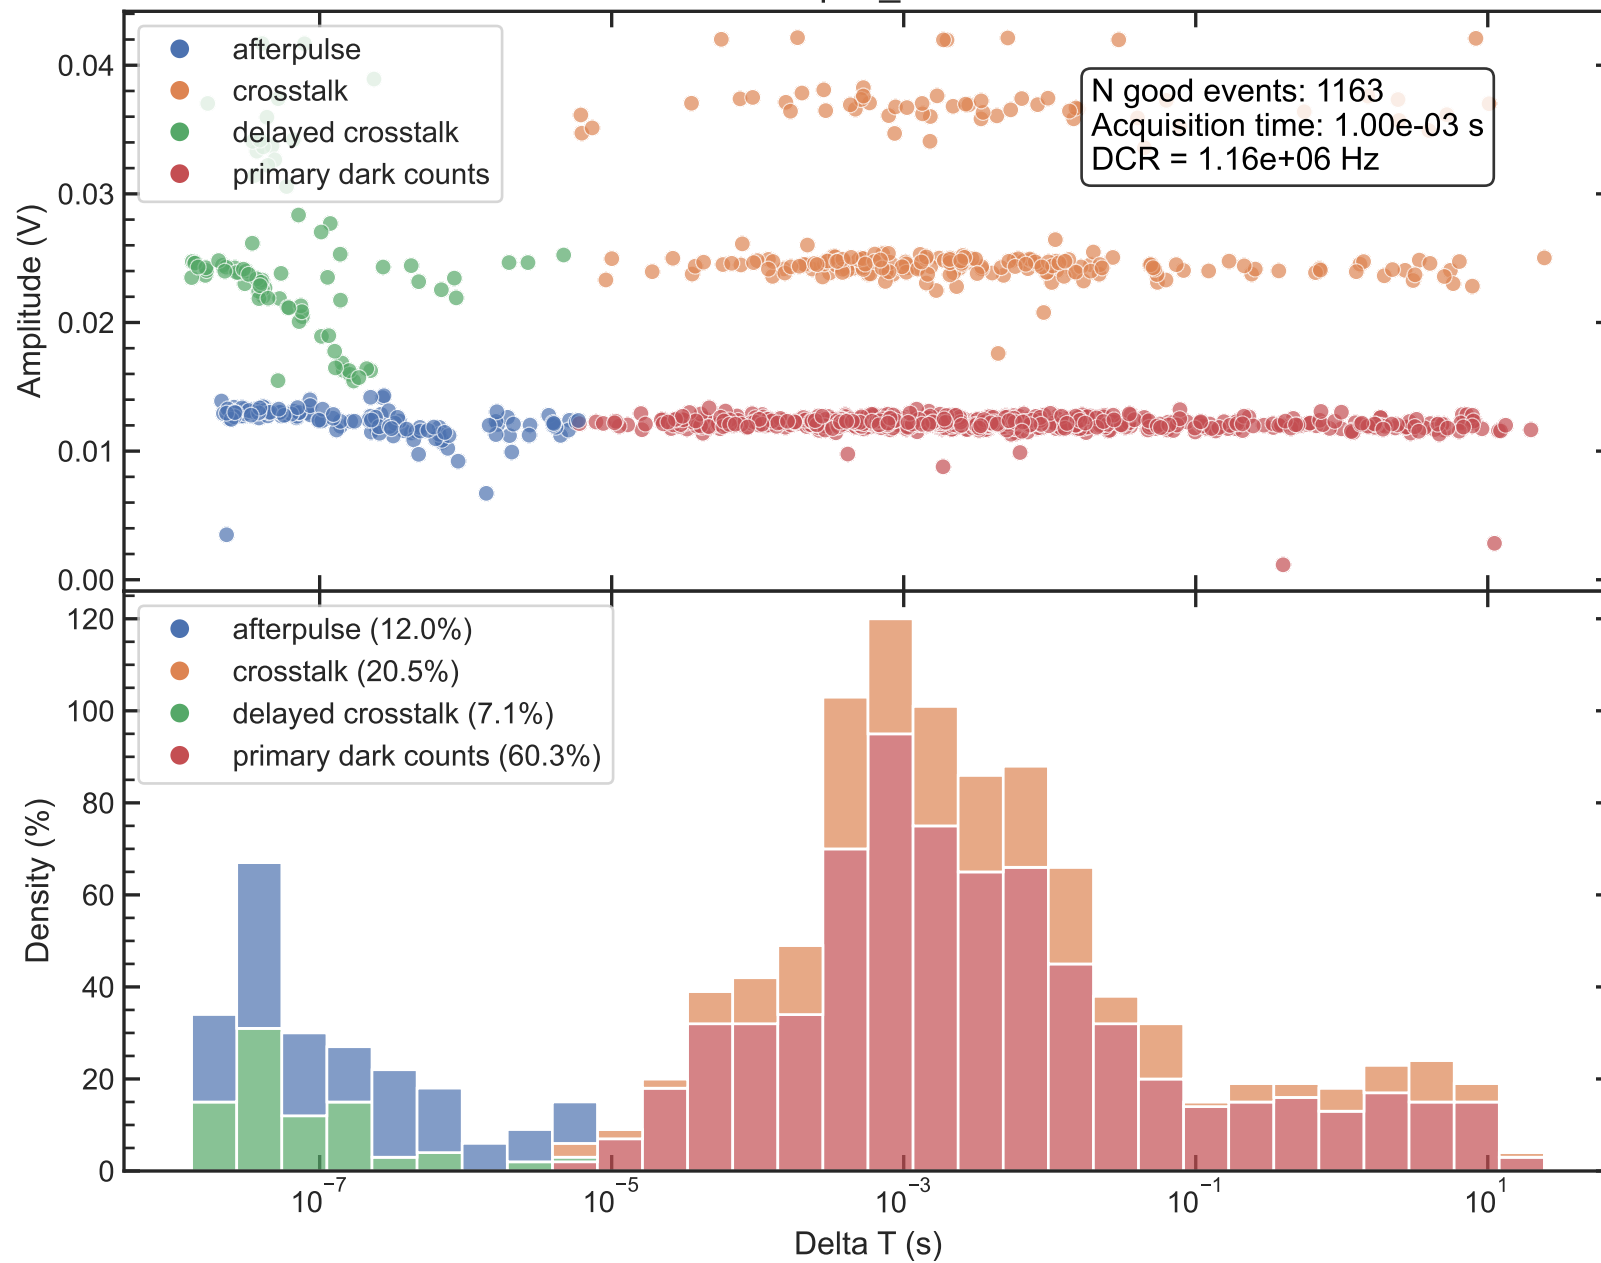 afterpulse
crosstalk
delayed crosstalk
primary dark counts
N good events: 1163
Acquisition time: 1.00e-03 s
DCR = 1.16e+06 Hz
0.04
0.03
0.02
0.01
0.00
Amplitude (V)
afterpulse (12.0%)
crosstalk (20.5%)
delayed crosstalk (7.1%)
primary dark counts (60.3%)
120
100
80
60
40
20
0
Density (%)
10⁻⁷
10⁻⁵
10⁻³
10⁻¹
10¹
Delta T (s)